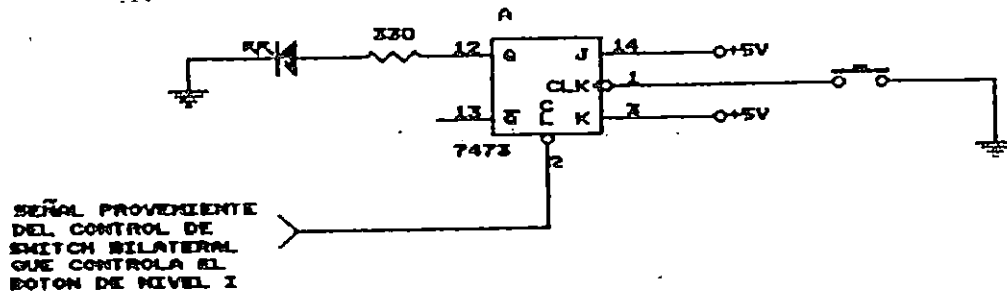 A
330
12
Q
J
14
+5V
CLK
1
13
Q
C
L
K
3
+5V
7473
2
SEÑAL PROVENIENTE
DEL CONTROL DE
SWITCH BILATERAL
QUE CONTROLA EL
BOTON DE NIVEL I